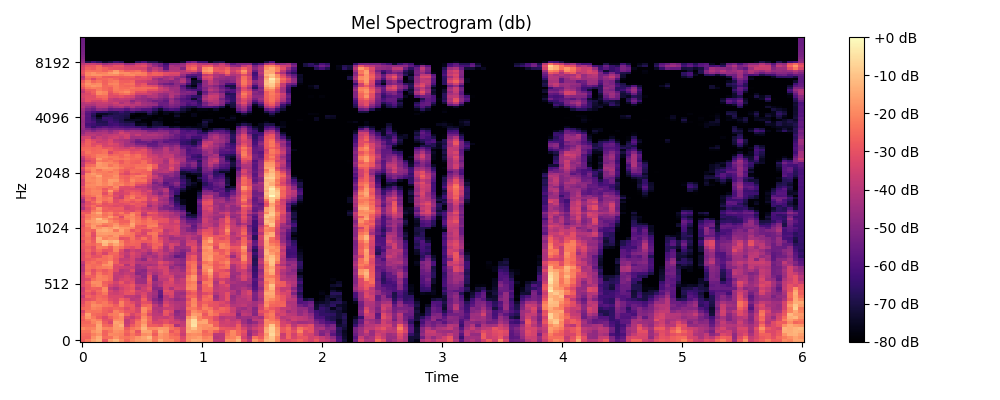 Mel Spectrogram (db)
Hz
8192
4096
2048
1024
512
0
0 1 2 3 4 5 6
Time
+0 dB
-10 dB
-20 dB
-30 dB
-40 dB
-50 dB
-60 dB
-70 dB
-80 dB